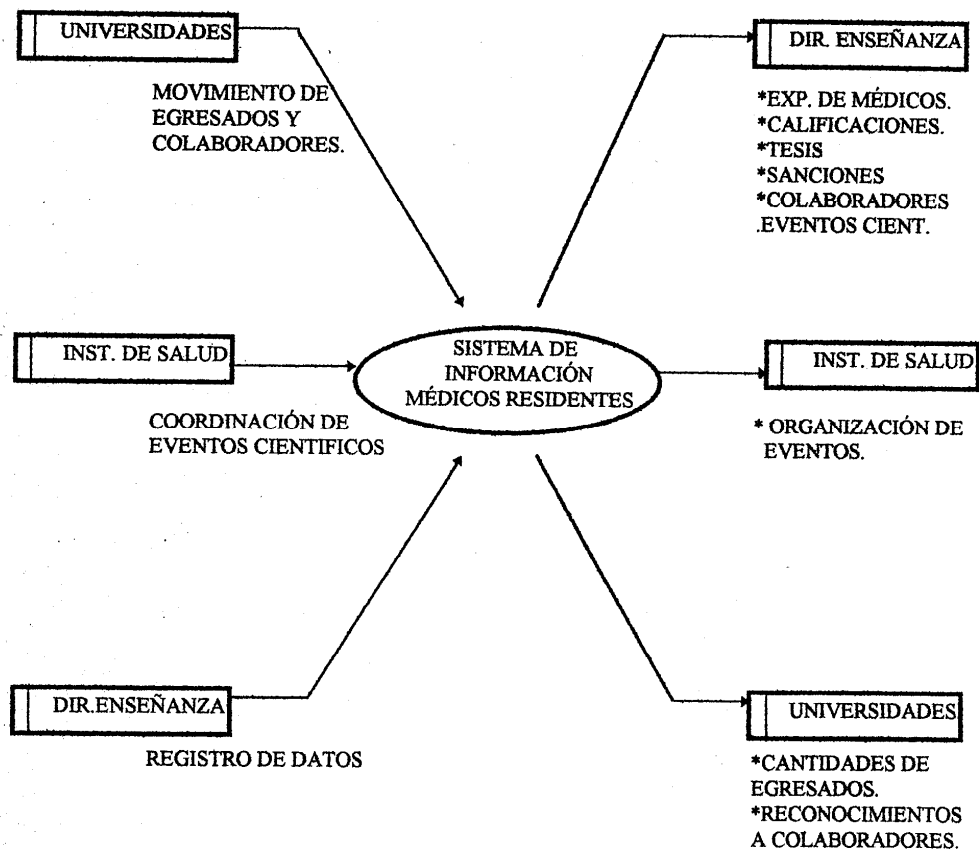 UNIVERSIDADES
MOVIMIENTO DE
EGRESADOS Y
COLABORADORES.
DIR. ENSEÑANZA
*EXP. DE MÉDICOS.
*CALIFICACIONES.
*TESIS
*SANCIONES
*COLABORADORES
.EVENTOS CIENT.
INST. DE SALUD
COORDINACIÓN DE
EVENTOS CIENTIFICOS
SISTEMA DE
INFORMACIÓN
MÉDICOS RESIDENTES
INST. DE SALUD
* ORGANIZACIÓN DE
EVENTOS.
DIR.ENSEÑANZA
REGISTRO DE DATOS
UNIVERSIDADES
*CANTIDADES DE
EGRESADOS.
*RECONOCIMIENTOS
A COLABORADORES.